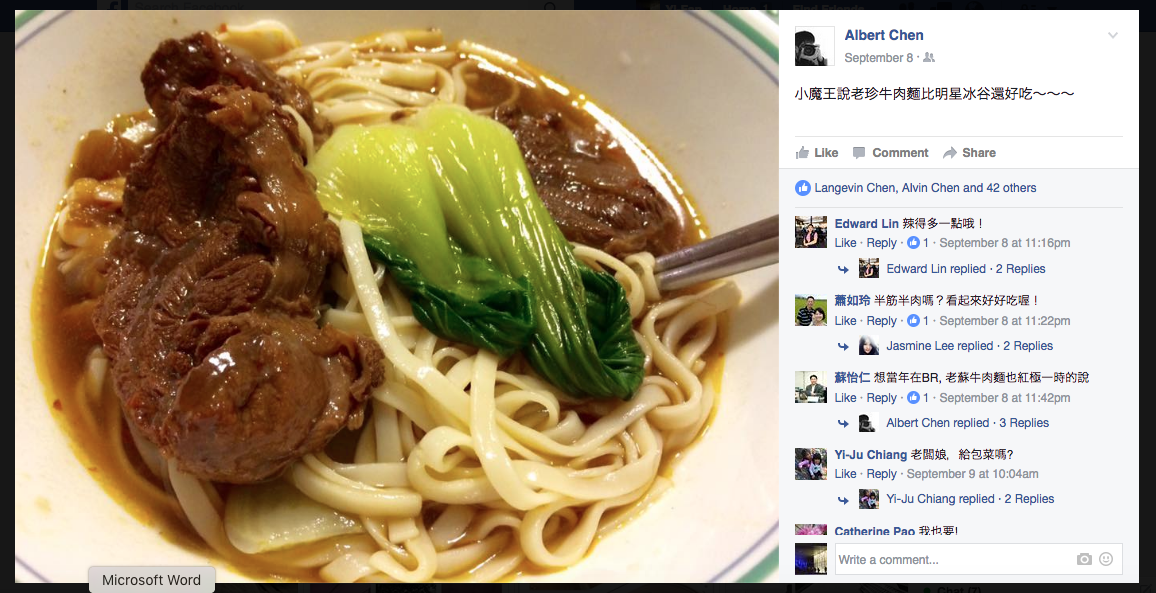 Albert Chen
September 8 ·
小魔王說老珍牛肉麵比明星冰谷還好吃～～～
Like Comment Share
Langevin Chen, Alvin Chen and 42 others
Edward Lin 辣得多一點哦！
Like · Reply · 1 · September 8 at 11:16pm
Edward Lin replied · 2 Replies
蕭如玲 半筋半肉嗎？看起來好好吃喔！
Like · Reply · 1 · September 8 at 11:22pm
Jasmine Lee replied · 2 Replies
蘇怡仁 想當年在BR, 老蘇牛肉麵也紅極一時的說
Like · Reply · 1 · September 8 at 11:42pm
Albert Chen replied · 3 Replies
Yi-Ju Chiang 老闆娘，給包菜嗎?
Like · Reply · September 9 at 10:04am
Yi-Ju Chiang replied · 2 Replies
Catherine Pao 我也要!
Write a comment...
Microsoft Word